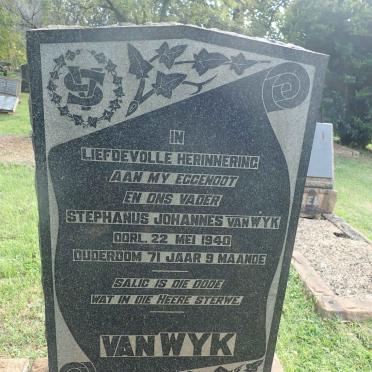 IN
LIEFDEVOLLE HERINNERING
AAN MY EGGENOOT
EN ONS VADER
STEPHANUS JOHANNES VAN WYK
OORL. 22 MEI 1940
OUDERDOM 71 JAAR 9 MAANDE
SALIG IS DIE DODE
WAT IN DIE HEERE STERWE.
VAN WYK